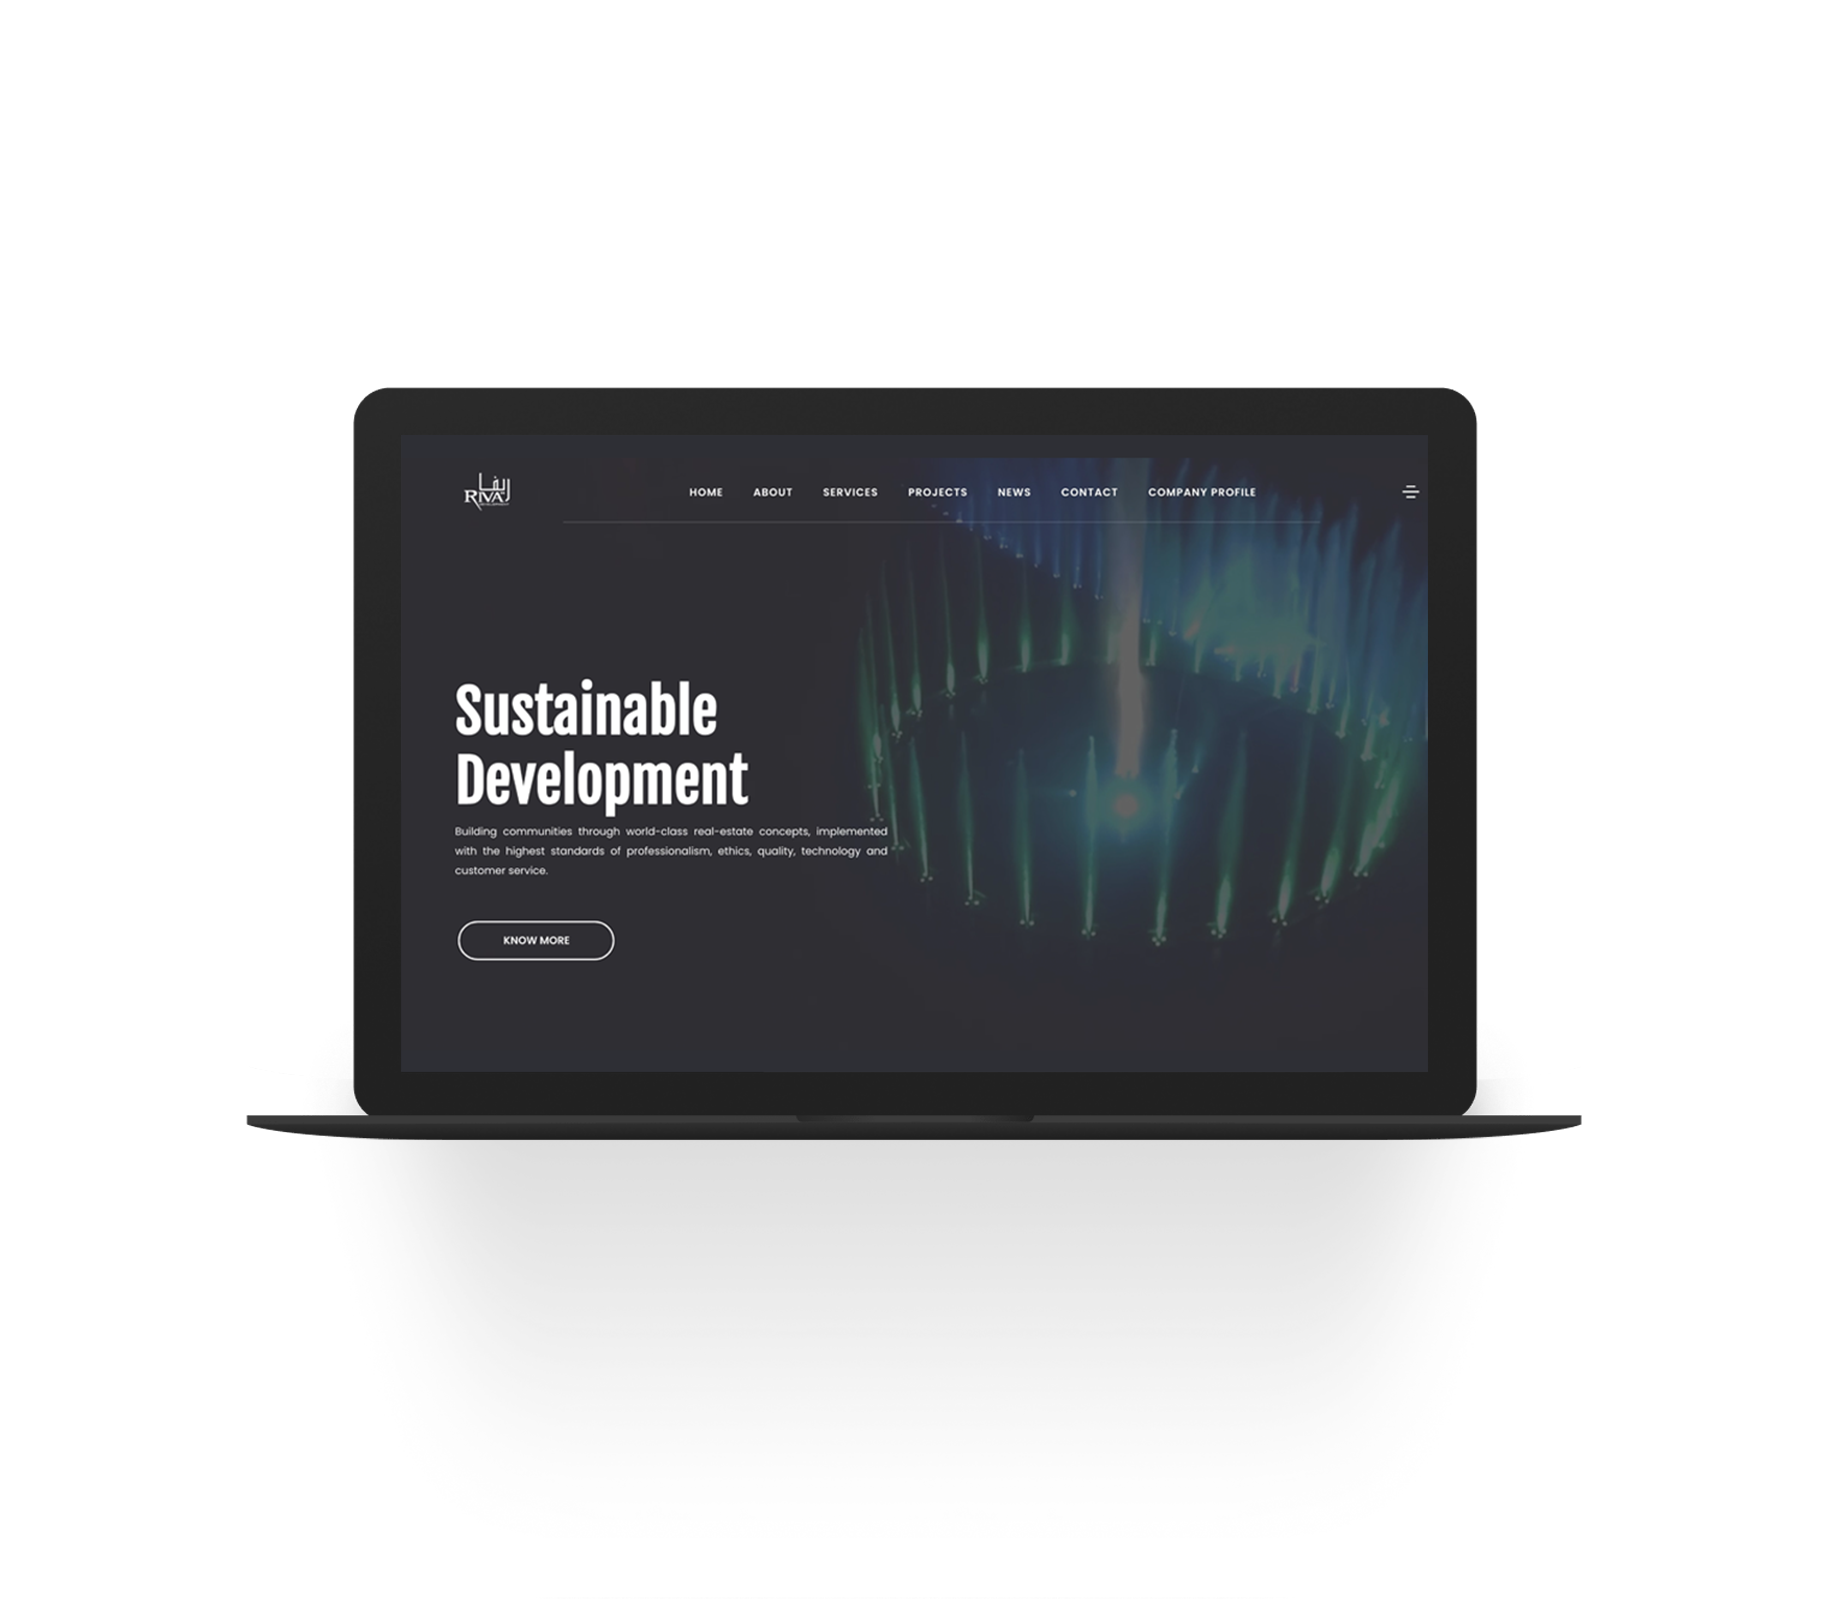 ريفا
RIVA
DEVELOPMENT
HOME ABOUT SERVICES PROJECTS NEWS CONTACT COMPANY PROFILE
Sustainable
Development
Building communities through world-class real-estate concepts, implemented
with the highest standards of professionalism, ethics, quality, technology and
customer service.
KNOW MORE